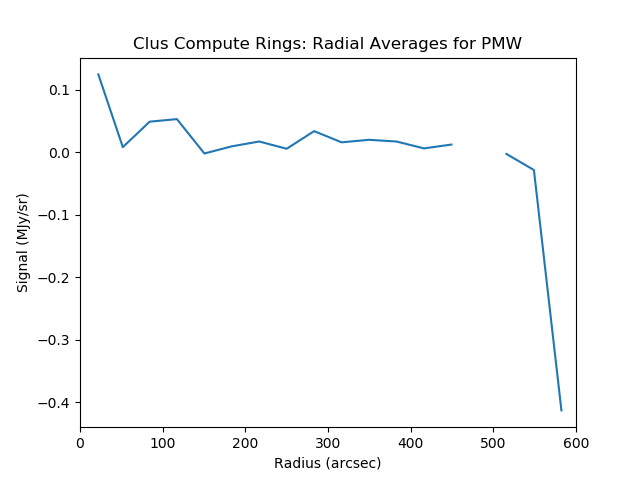 Clus Compute Rings: Radial Averages for PMW
0.1
0.0
−0.1
−0.2
−0.3
−0.4
Signal (MJy/sr)
0 100 200 300 400 500 600
Radius (arcsec)